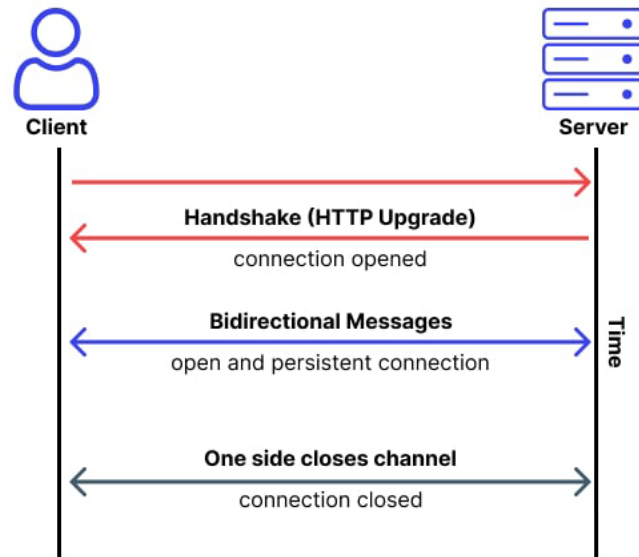 Client
Server
Handshake (HTTP Upgrade)
connection opened
Bidirectional Messages
open and persistent connection
Time
One side closes channel
connection closed